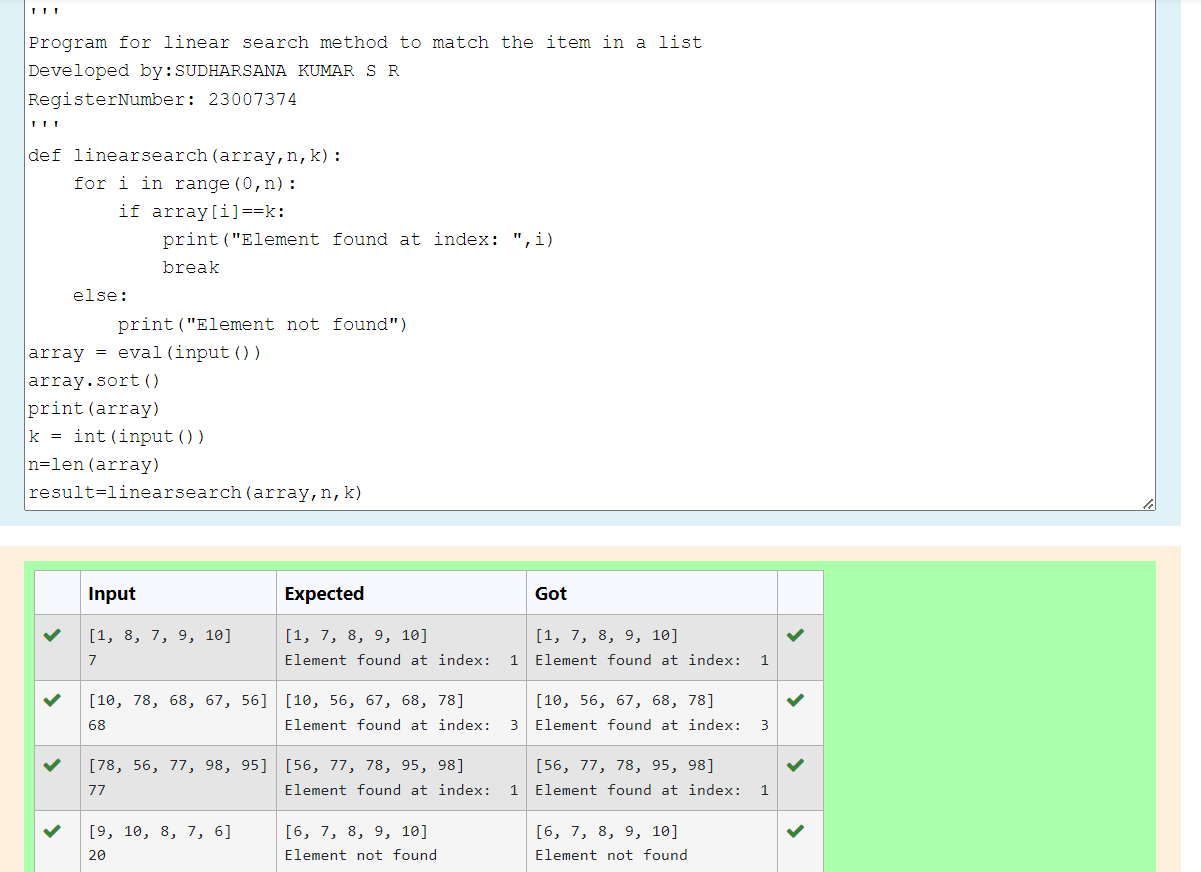 '''
Program for linear search method to match the item in a list
Developed by:SUDHARSANA KUMAR S R
RegisterNumber: 23007374
'''
def linearsearch(array,n,k):
    for i in range(0,n):
        if array[i]==k:
            print("Element found at index: ",i)
            break
    else:
        print("Element not found")
array = eval(input())
array.sort()
print(array)
k = int(input())
n=len(array)
result=linearsearch(array,n,k)
Input Expected Got
[1, 8, 7, 9, 10] [1, 7, 8, 9, 10] [1, 7, 8, 9, 10]
7 Element found at index:  1 Element found at index:  1
[10, 78, 68, 67, 56] [10, 56, 67, 68, 78] [10, 56, 67, 68, 78]
68 Element found at index:  3 Element found at index:  3
[78, 56, 77, 98, 95] [56, 77, 78, 95, 98] [56, 77, 78, 95, 98]
77 Element found at index:  1 Element found at index:  1
[9, 10, 8, 7, 6] [6, 7, 8, 9, 10] [6, 7, 8, 9, 10]
20 Element not found Element not found